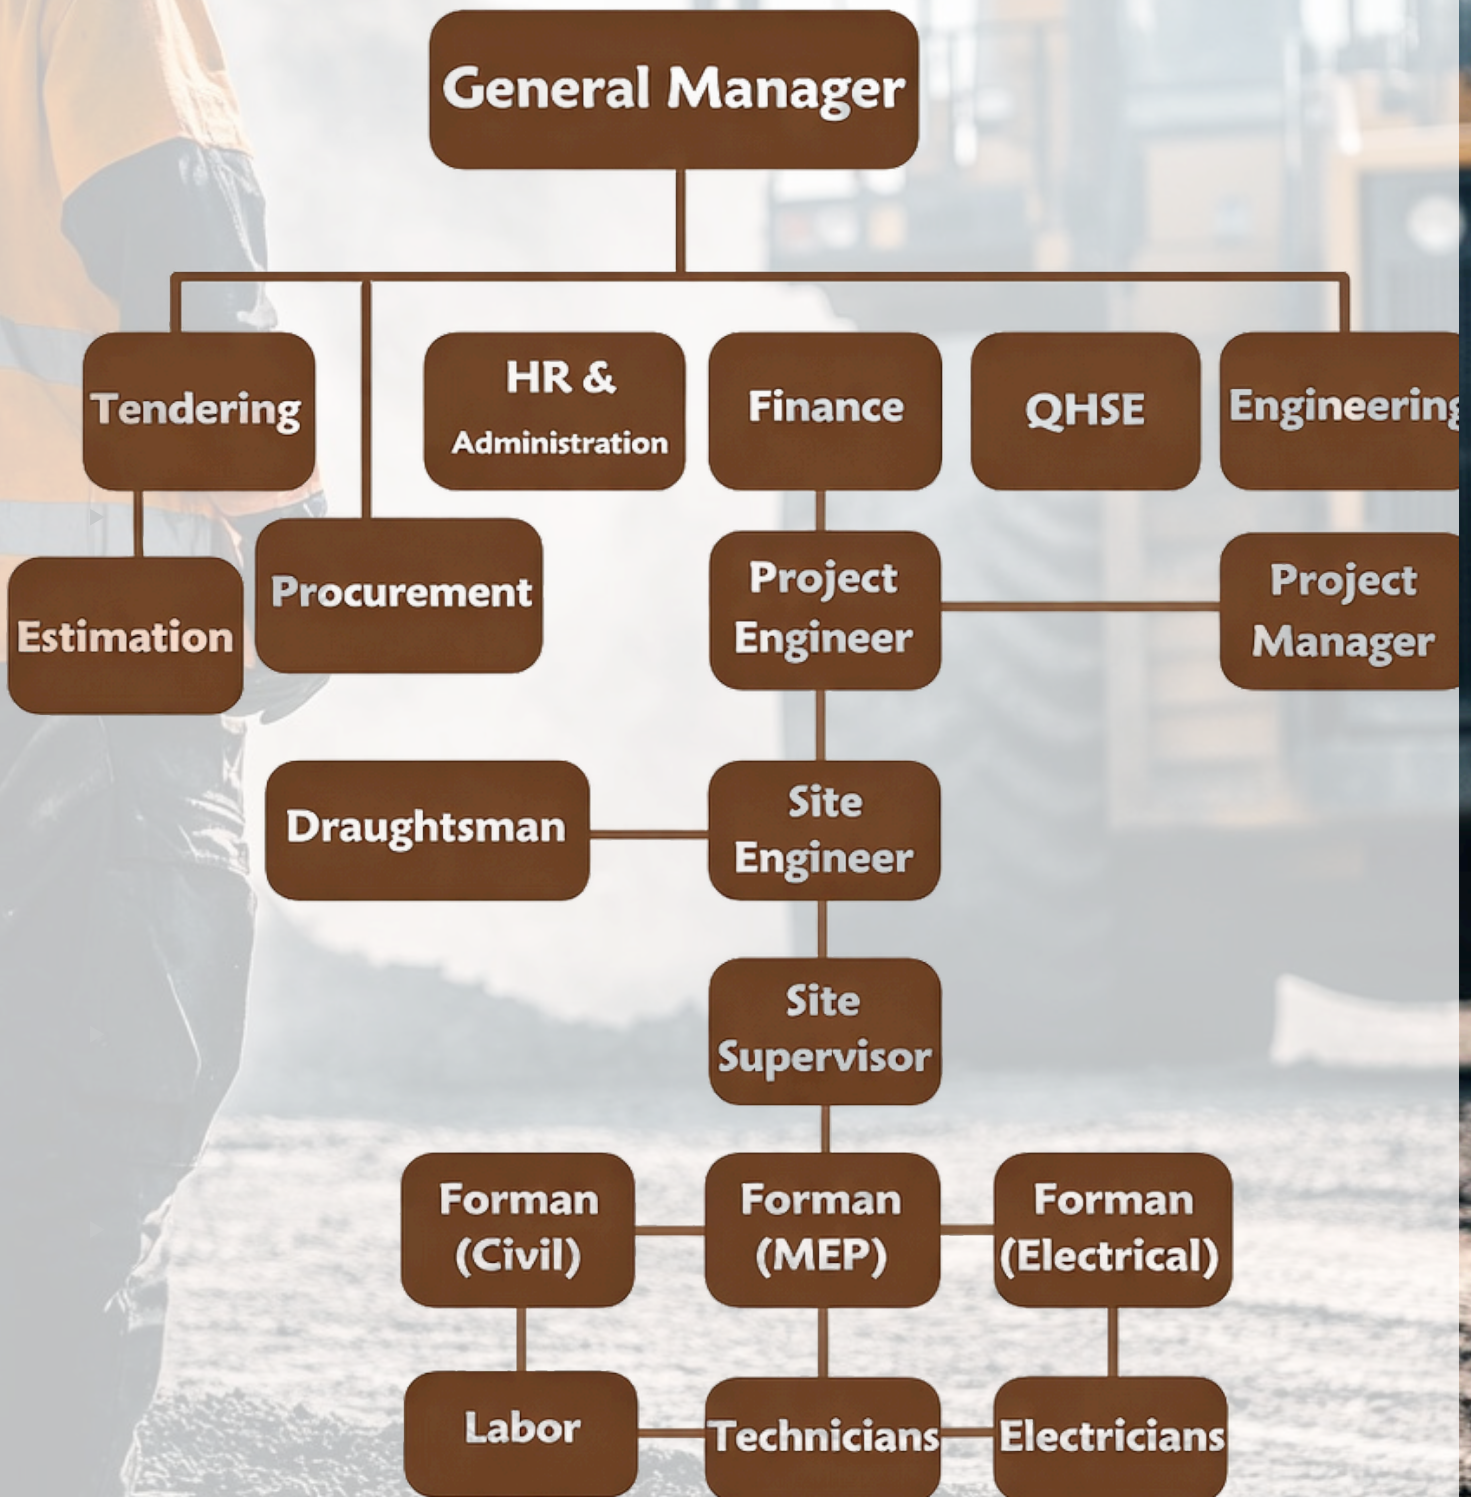 General Manager
Tendering
HR &
Administration
Finance
QHSE
Engineering
Estimation
Procurement
Project
Engineer
Project
Manager
Draughtsman
Site
Engineer
Site
Supervisor
Forman
(Civil)
Forman
(MEP)
Forman
(Electrical)
Labor
Technicians
Electricians